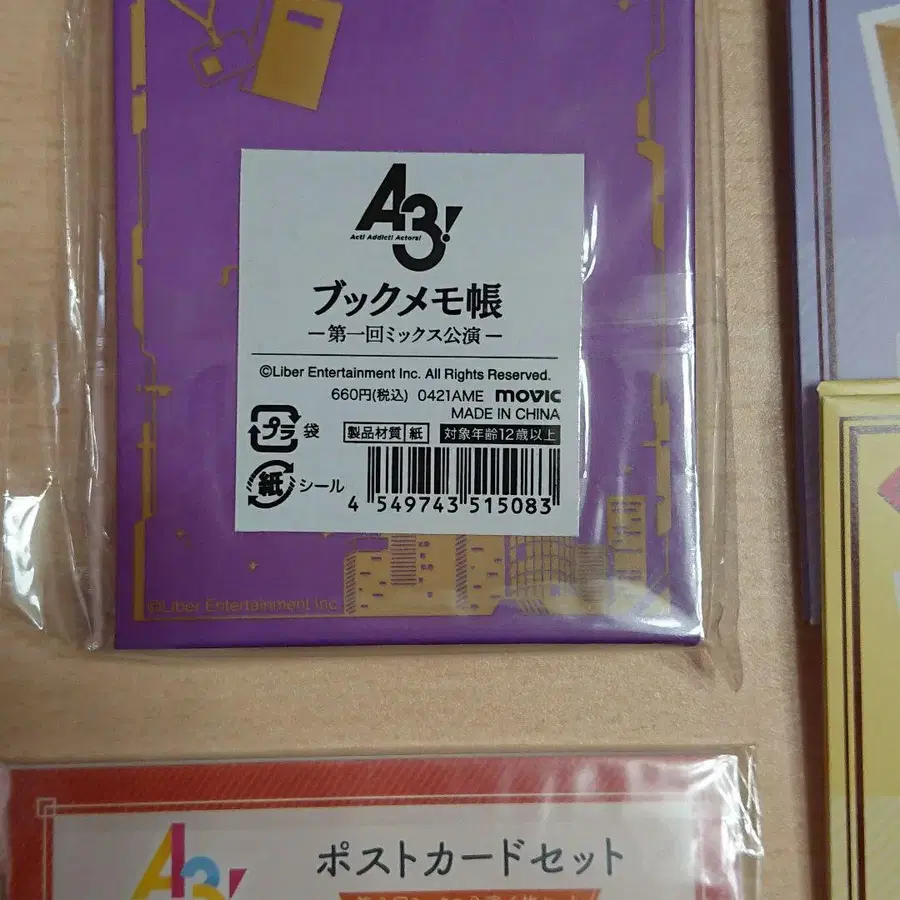 A3!
Act! Addict! Actors!
ブックメモ帳
ー第一回ミックス公演ー
©Liber Entertainment Inc. All Rights Reserved.
660円(税込) 0421AME movic
MADE IN CHINA
プラ 袋 製品材質 紙 対象年齢12歳以上
紙 シール
4 549743 515083
©Liber Entertainment Inc.
A3!
ポストカードセット